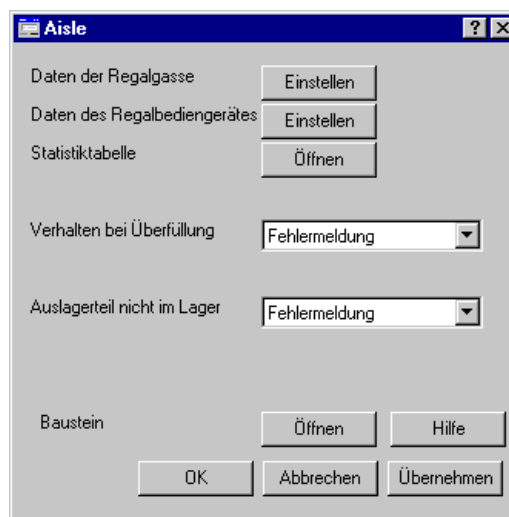 Aisle
Daten der Regalgasse Einstellen
Daten des Regalbediengerätes Einstellen
Statistiktabelle Öffnen
Verhalten bei Überfüllung Fehlermeldung
Auslagerteil nicht im Lager Fehlermeldung
Baustein Öffnen Hilfe
OK Abbrechen Übernehmen